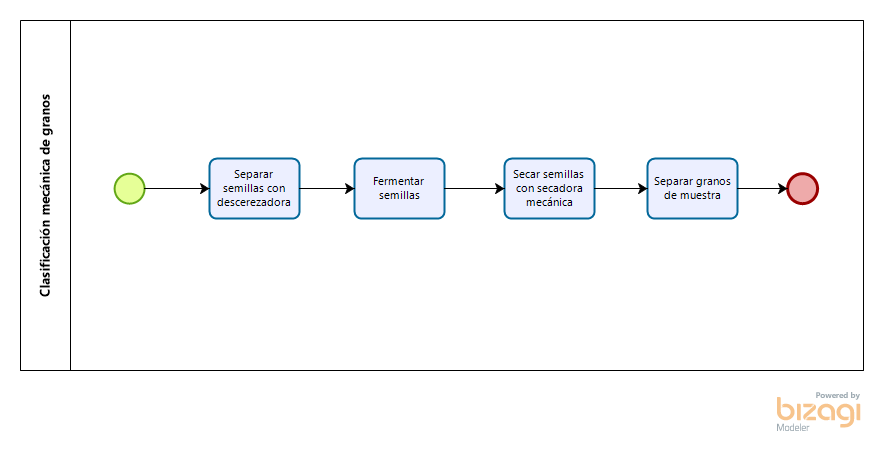 Clasificación mecánica de granos
Separar
semillas con
descerezadora
Fermentar
semillas
Secar semillas
con secadora
mecánica
Separar granos
de muestra
Powered by
bizagi
Modeler